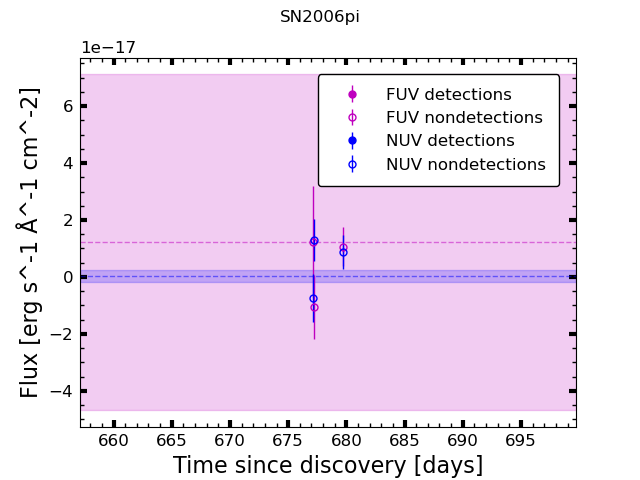 SN2006pi
1e−17
FUV detections
FUV nondetections
NUV detections
NUV nondetections
6
4
2
0
−2
−4
Flux [erg s^-1 Å^-1 cm^-2]
660 665 670 675 680 685 690 695
Time since discovery [days]